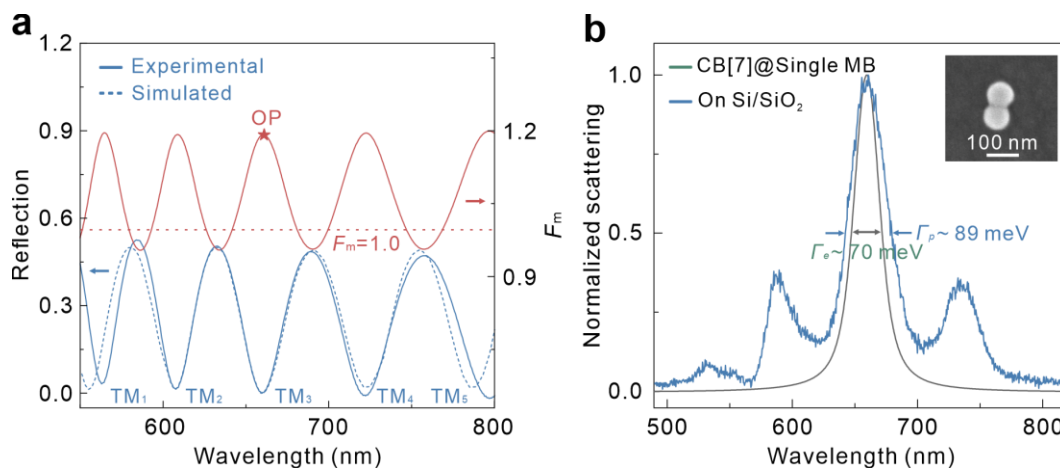 a
1.2
0.9
0.6
0.3
0.0
Reflection
Experimental
Simulated
OP
Fₘ=1.0
1.2
0.9
Fₘ
TM₁ TM₂ TM₃ TM₄ TM₅
600 700 800
Wavelength (nm)
b
1.0
0.5
0.0
Normalized scattering
CB[7]@Single MB
On Si/SiO₂
100 nm
Γₚ~ 89 meV
Γₑ~ 70 meV
500 600 700 800
Wavelength (nm)